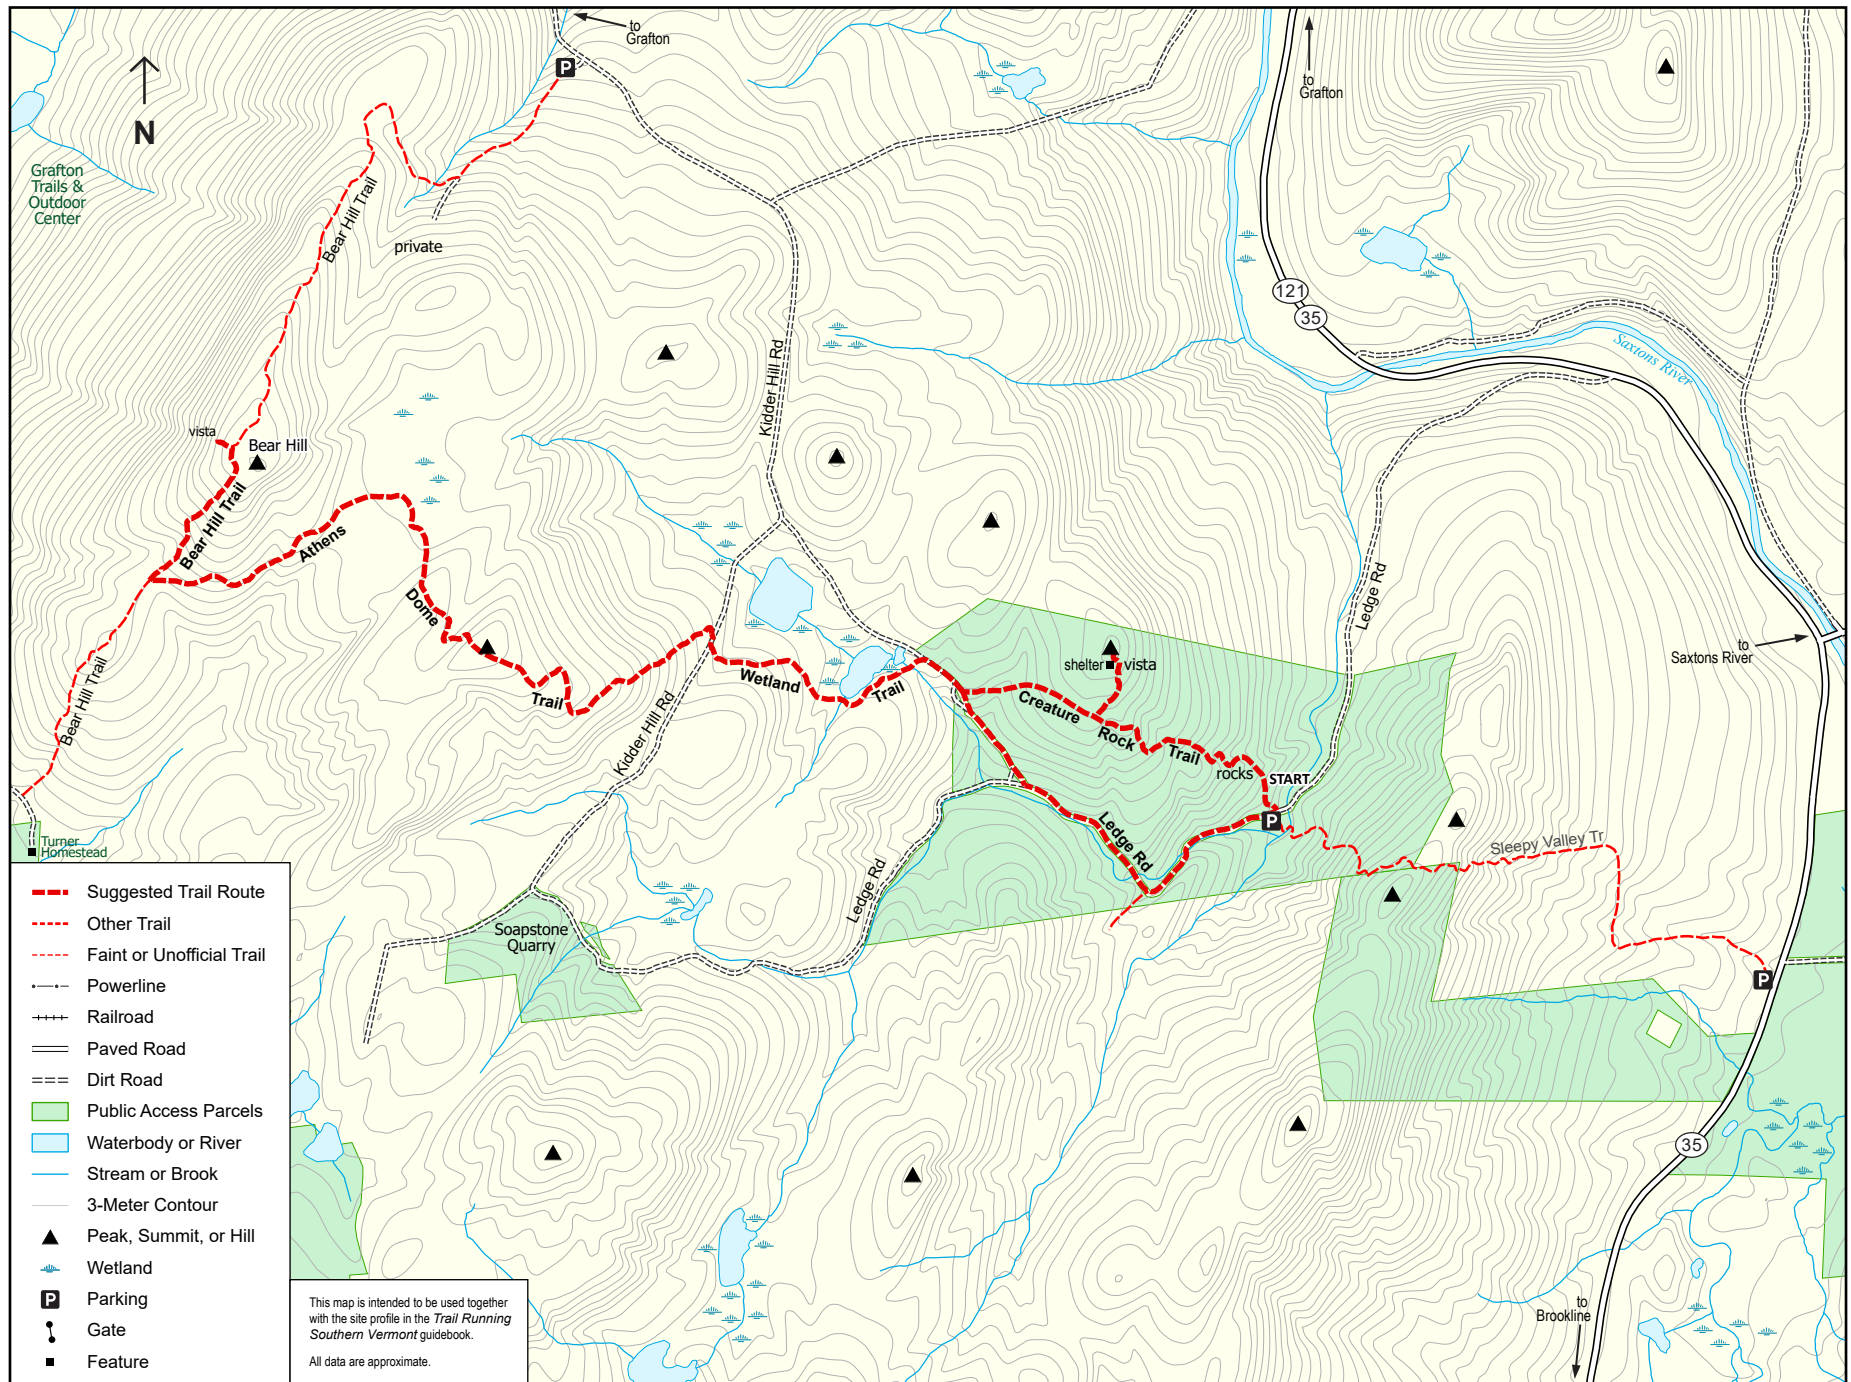 to
Grafton
P
N
Grafton
Trails &
Outdoor
Center
to
Grafton
Bear Hill Trail
private
121
35
Saxtons River
Kidder Hill Rd
vista
Bear Hill
Bear Hill Trail
Athens
Dome
Trail
Ledge Rd
to
Saxtons River
Bear Hill Trail
Wetland
Trail
Kidder Hill Rd
shelter
vista
Creature
Rock
Trail
rocks
START
P
Ledge Rd
Sleepy Valley Tr
Turner
Homestead
Ledge Rd
Soapstone
Quarry
P
35
to
Brookline
Suggested Trail Route
Other Trail
Faint or Unofficial Trail
Powerline
Railroad
Paved Road
Dirt Road
Public Access Parcels
Waterbody or River
Stream or Brook
3-Meter Contour
Peak, Summit, or Hill
Wetland
P Parking
Gate
Feature
This map is intended to be used together
with the site profile in the Trail Running
Southern Vermont guidebook.
All data are approximate.